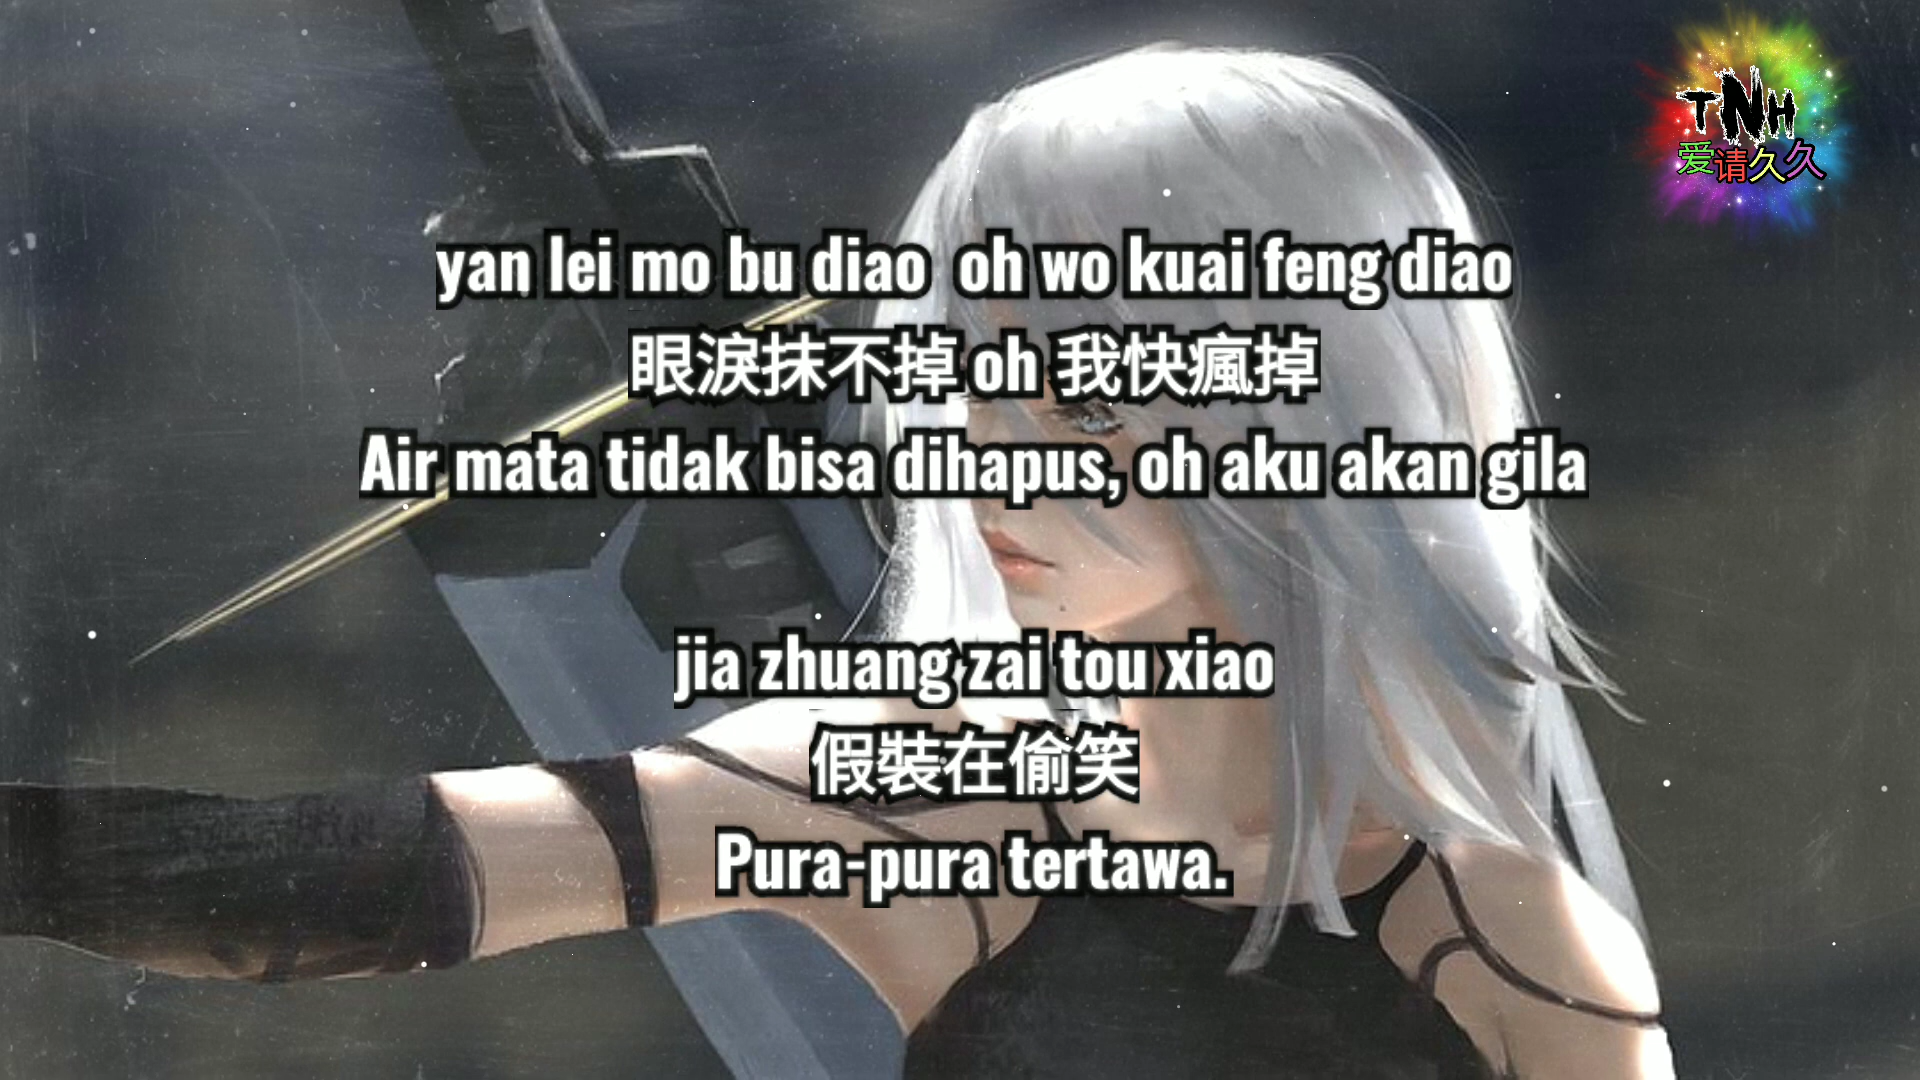 TNH
爱请久久
yan lei mo bu diao oh wo kuai feng diao
眼淚抹不掉 oh 我快瘋掉
Air mata tidak bisa dihapus, oh aku akan gila
jia zhuang zai tou xiao
假裝在偷笑
Pura-pura tertawa.